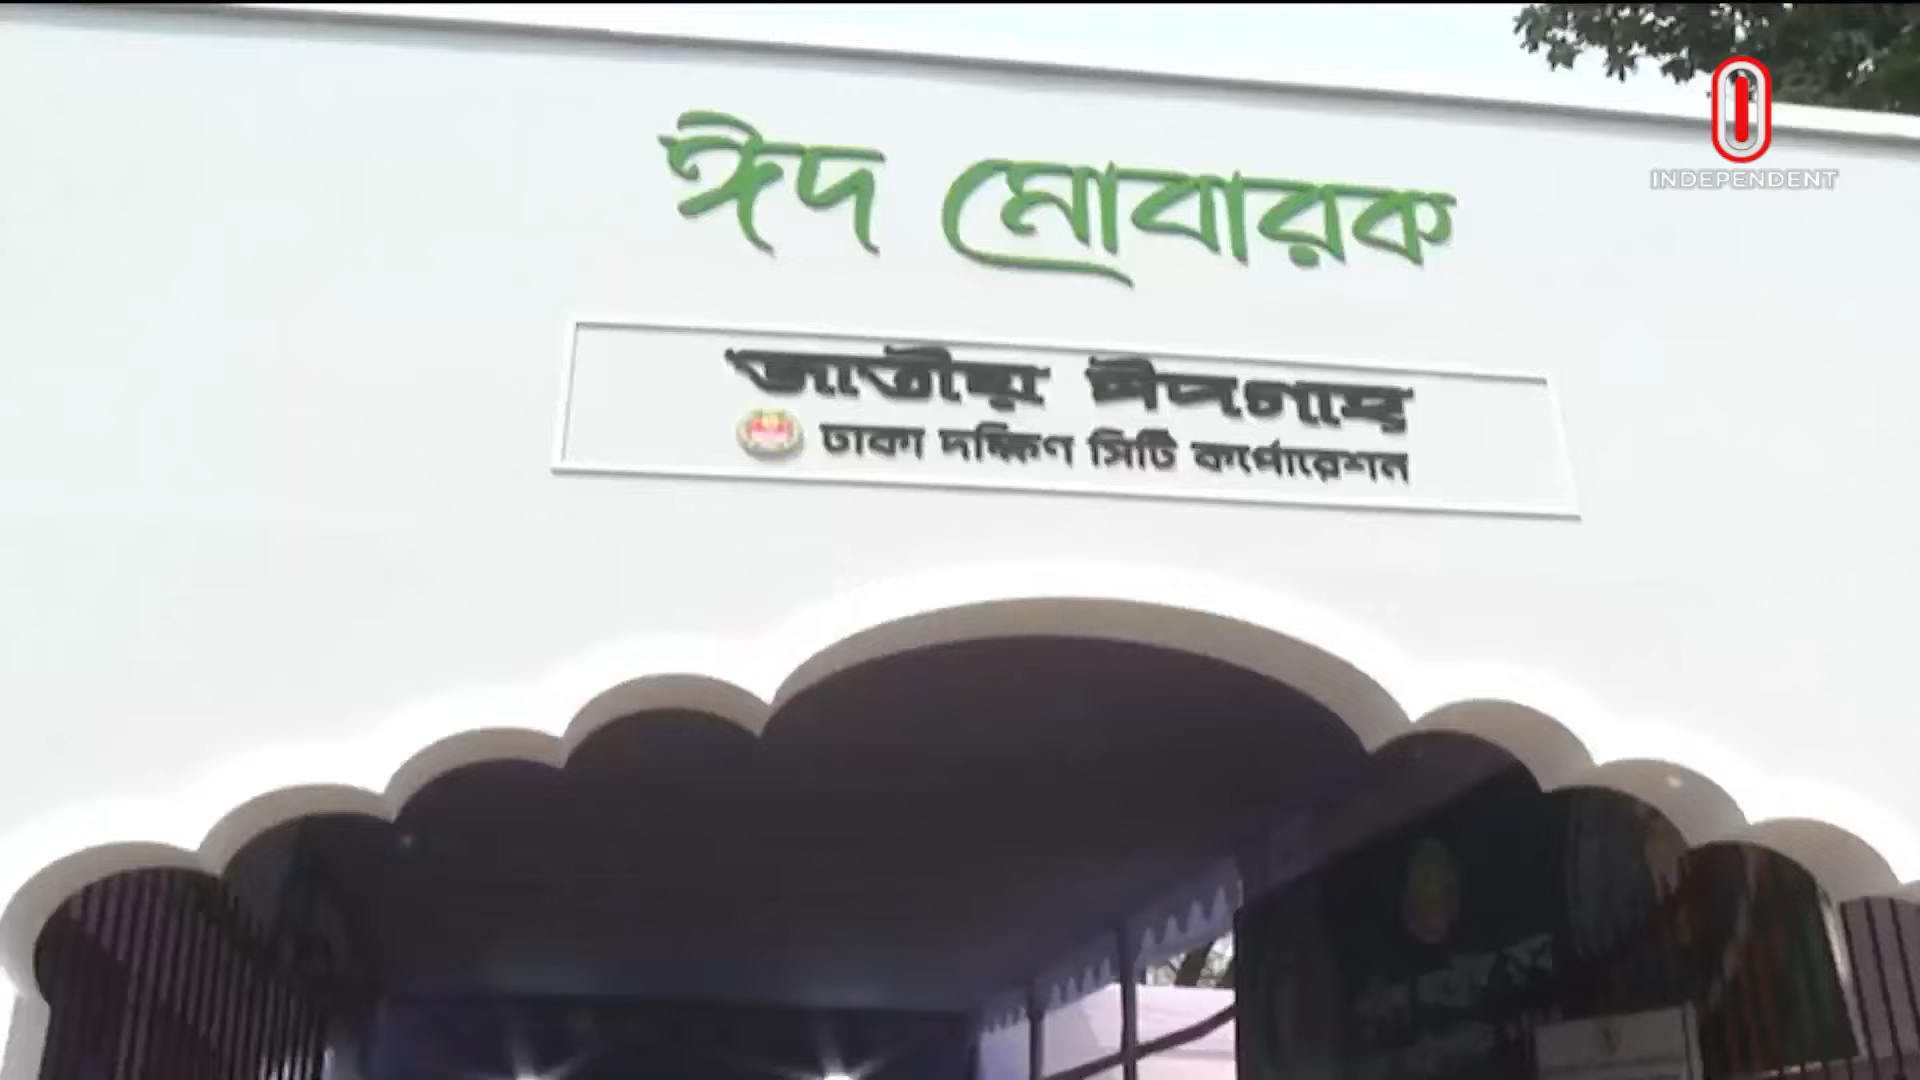 ঈদ মোবারক
জাতীয় ঈদগাহ
ঢাকা দক্ষিণ সিটি কর্পোরেশন
INDEPENDENT